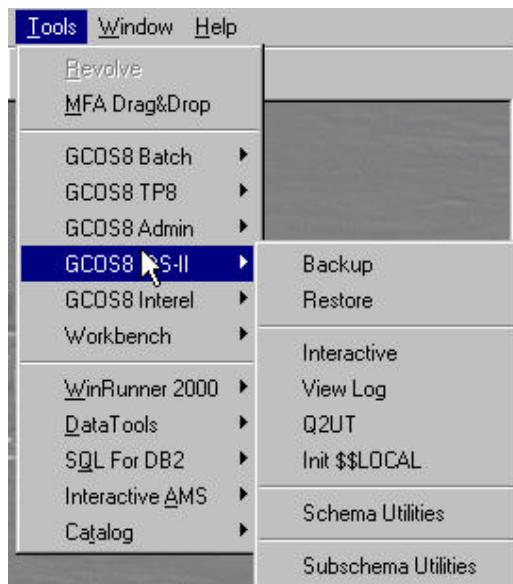 Tools Window Help
Revolve
MFA Drag&Drop
GCOS8 Batch
GCOS8 TP8
GCOS8 Admin
GCOS8 S-II
GCOS8 Interel
Workbench
WinRunner 2000
DataTools
SQL For DB2
Interactive AMS
Catalog
Backup
Restore
Interactive
View Log
Q2UT
Init $$LOCAL
Schema Utilities
Subschema Utilities